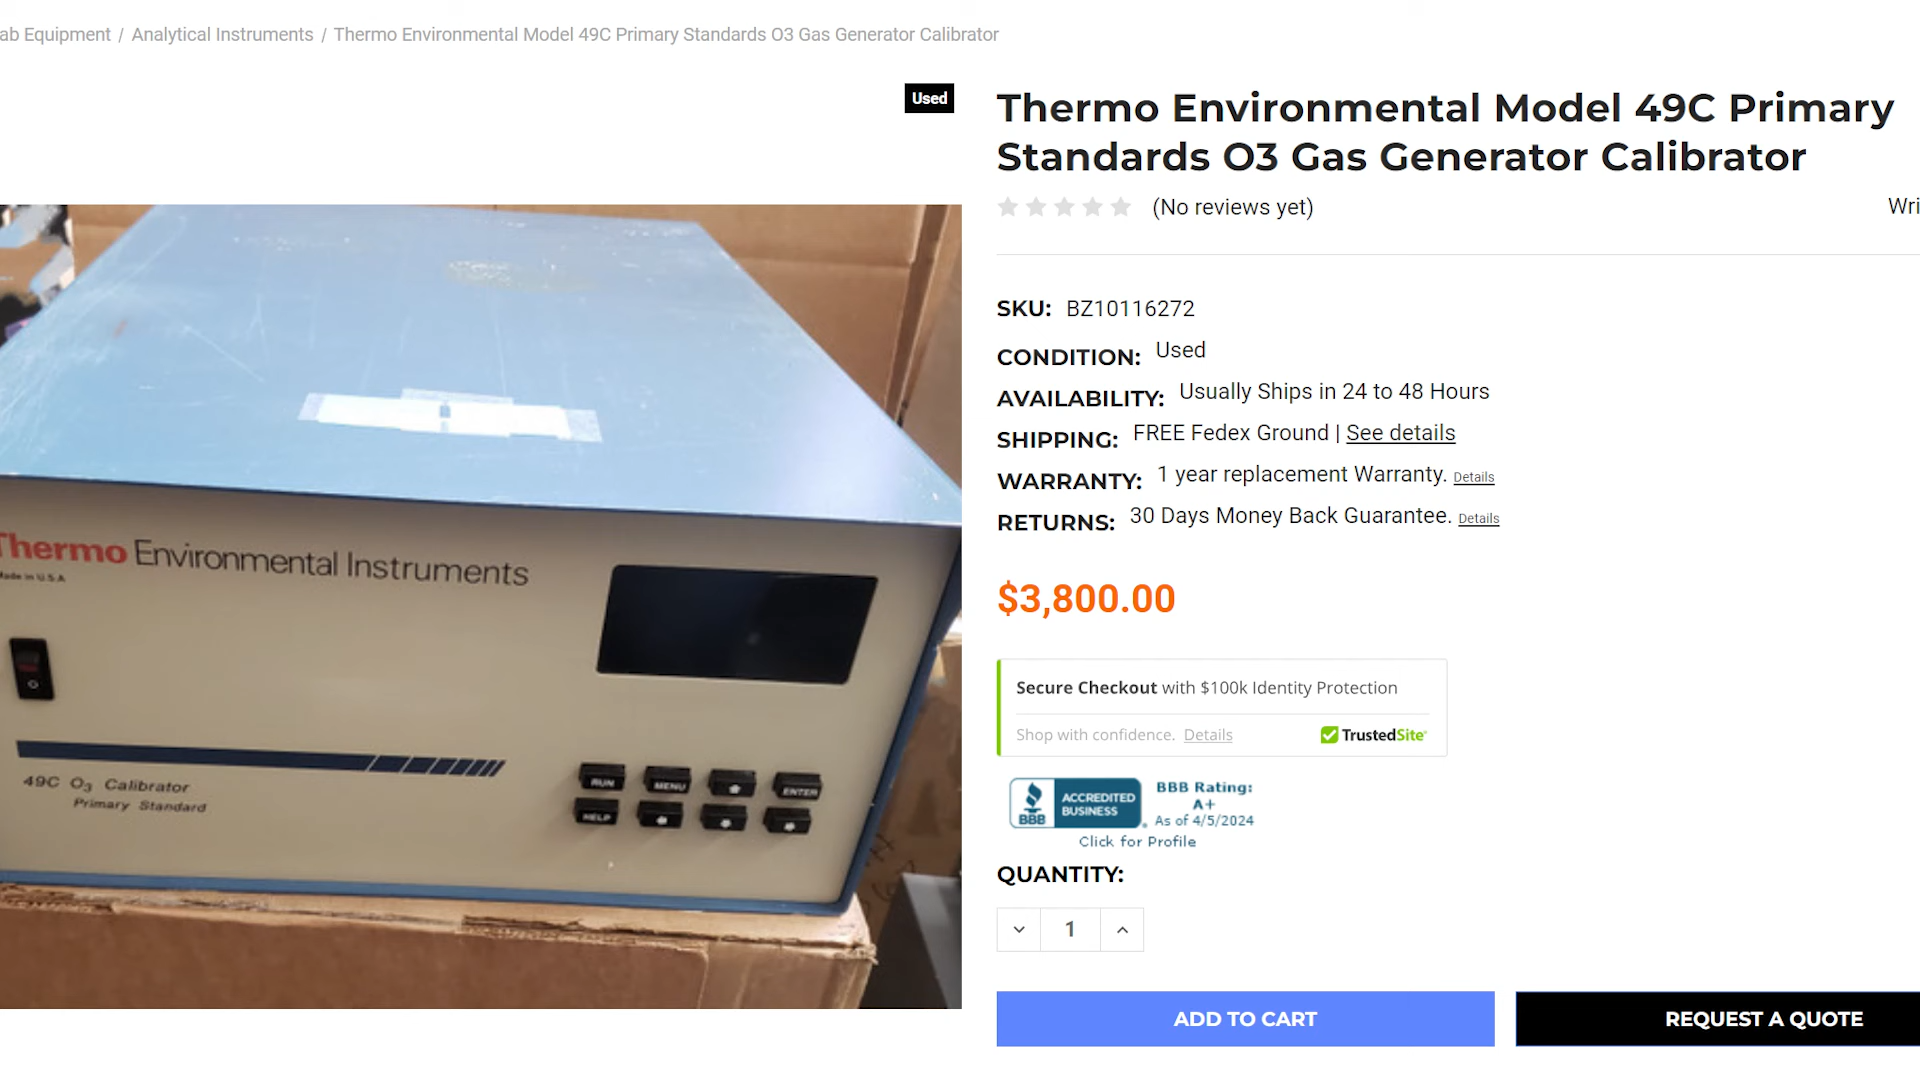 ab Equipment / Analytical Instruments / Thermo Environmental Model 49C Primary Standards O3 Gas Generator Calibrator
Used
Thermo Environmental Model 49C Primary
Standards O3 Gas Generator Calibrator
(No reviews yet)
Wri
SKU: BZ10116272
CONDITION: Used
AVAILABILITY: Usually Ships in 24 to 48 Hours
SHIPPING: FREE Fedex Ground | See details
WARRANTY: 1 year replacement Warranty. Details
RETURNS: 30 Days Money Back Guarantee. Details
$3,800.00
Secure Checkout with $100k Identity Protection
Shop with confidence. Details
TrustedSite
BBB
ACCREDITED
BUSINESS
BBB Rating:
A+
As of 4/5/2024
Click for Profile
QUANTITY:
1
ADD TO CART
REQUEST A QUOTE
Thermo Environmental Instruments
Made in U.S.A
49C O3 Calibrator
Primary Standard
RUN MENU ENTER
HELP